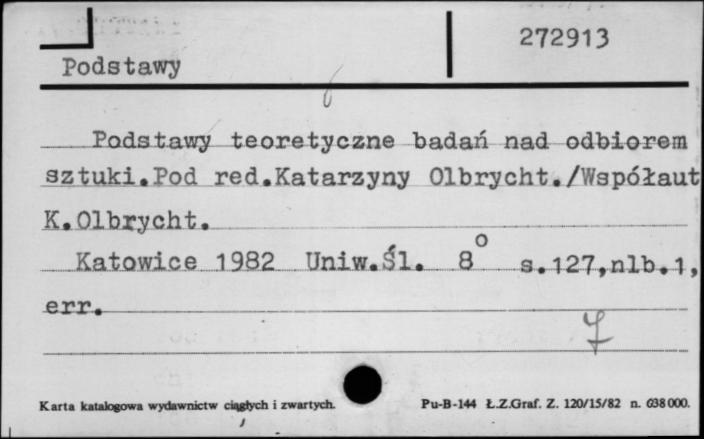 272913
Podstawy
Podstawy teoretyczne badań nad odbiorem
sztuki.Pod red.Katarzyny Olbrycht./Współaut
K.Olbrycht.
Katowice 1982 Uniw.Śl. 8° s.127,nlb.1,
err.
Karta katalogowa wydawnictw ciągłych i zwartych. Pu-B-144 Ł.Z.Graf. Z. 120/15/82 n. 638000.